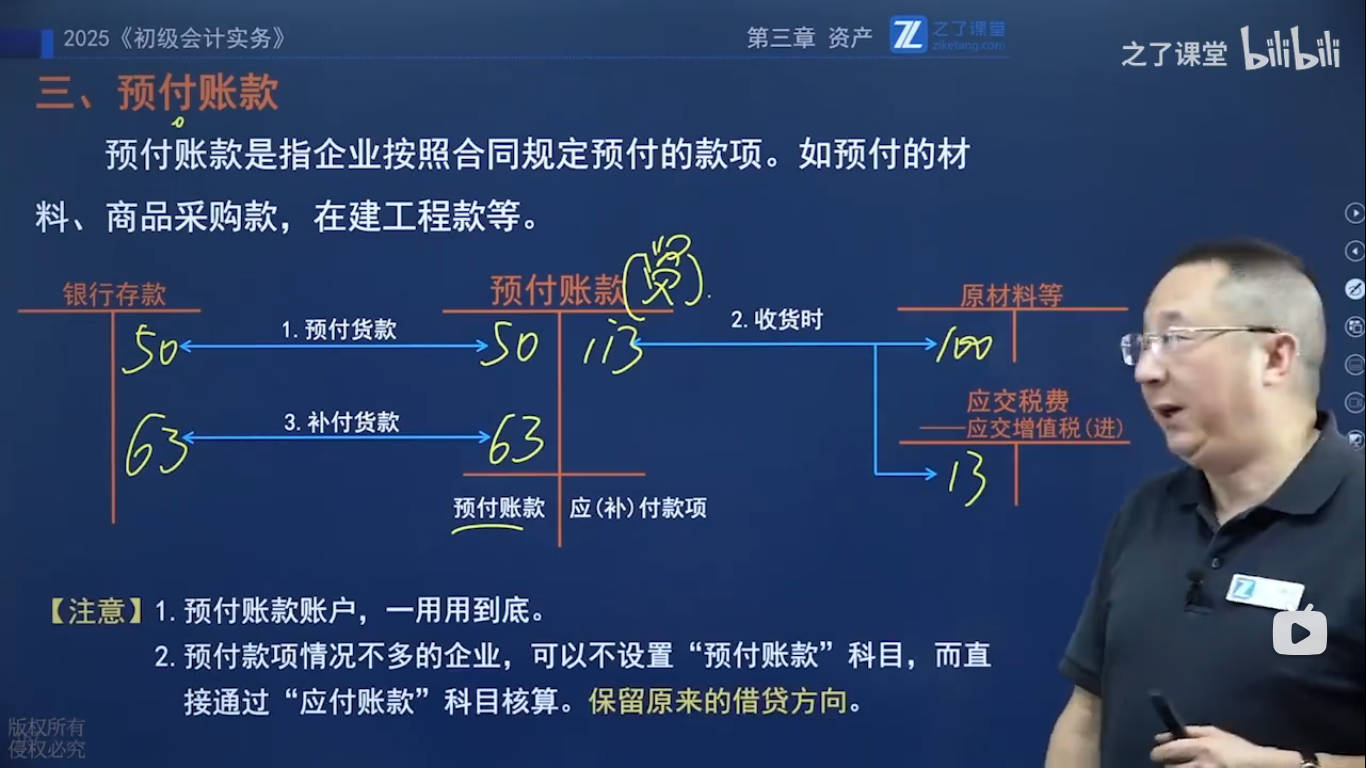 2025《初级会计实务》
第三章 资产
之了课堂
ziketang.com
之了课堂 bilibili
三、预付账款
预付账款是指企业按照合同规定预付的款项。如预付的材
料、商品采购款，在建工程款等。
(贷)
银行存款
预付账款
原材料等
50
1.预付货款
50
113
2.收货时
100
应交税费
——应交增值税(进)
63
3.补付货款
63
13
预付账款
应(补)付款项
【注意】1.预付账款账户，一用用到底。
2.预付款项情况不多的企业，可以不设置“预付账款”科目，而直
接通过“应付账款”科目核算。保留原来的借贷方向。
版权所有
侵权必究